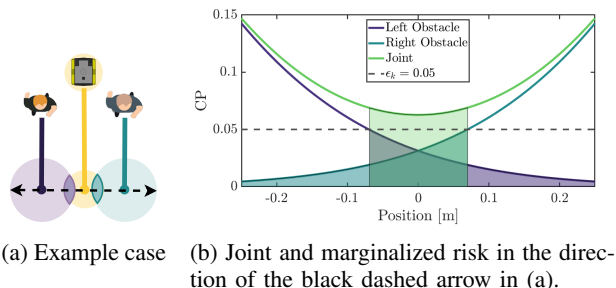 0.15
0.1
0.05
0
CP
Left Obstacle
Right Obstacle
Joint
ϵₖ = 0.05
-0.2
-0.1
0
0.1
0.2
Position [m]
(a) Example case
(b) Joint and marginalized risk in the direc-
tion of the black dashed arrow in (a).